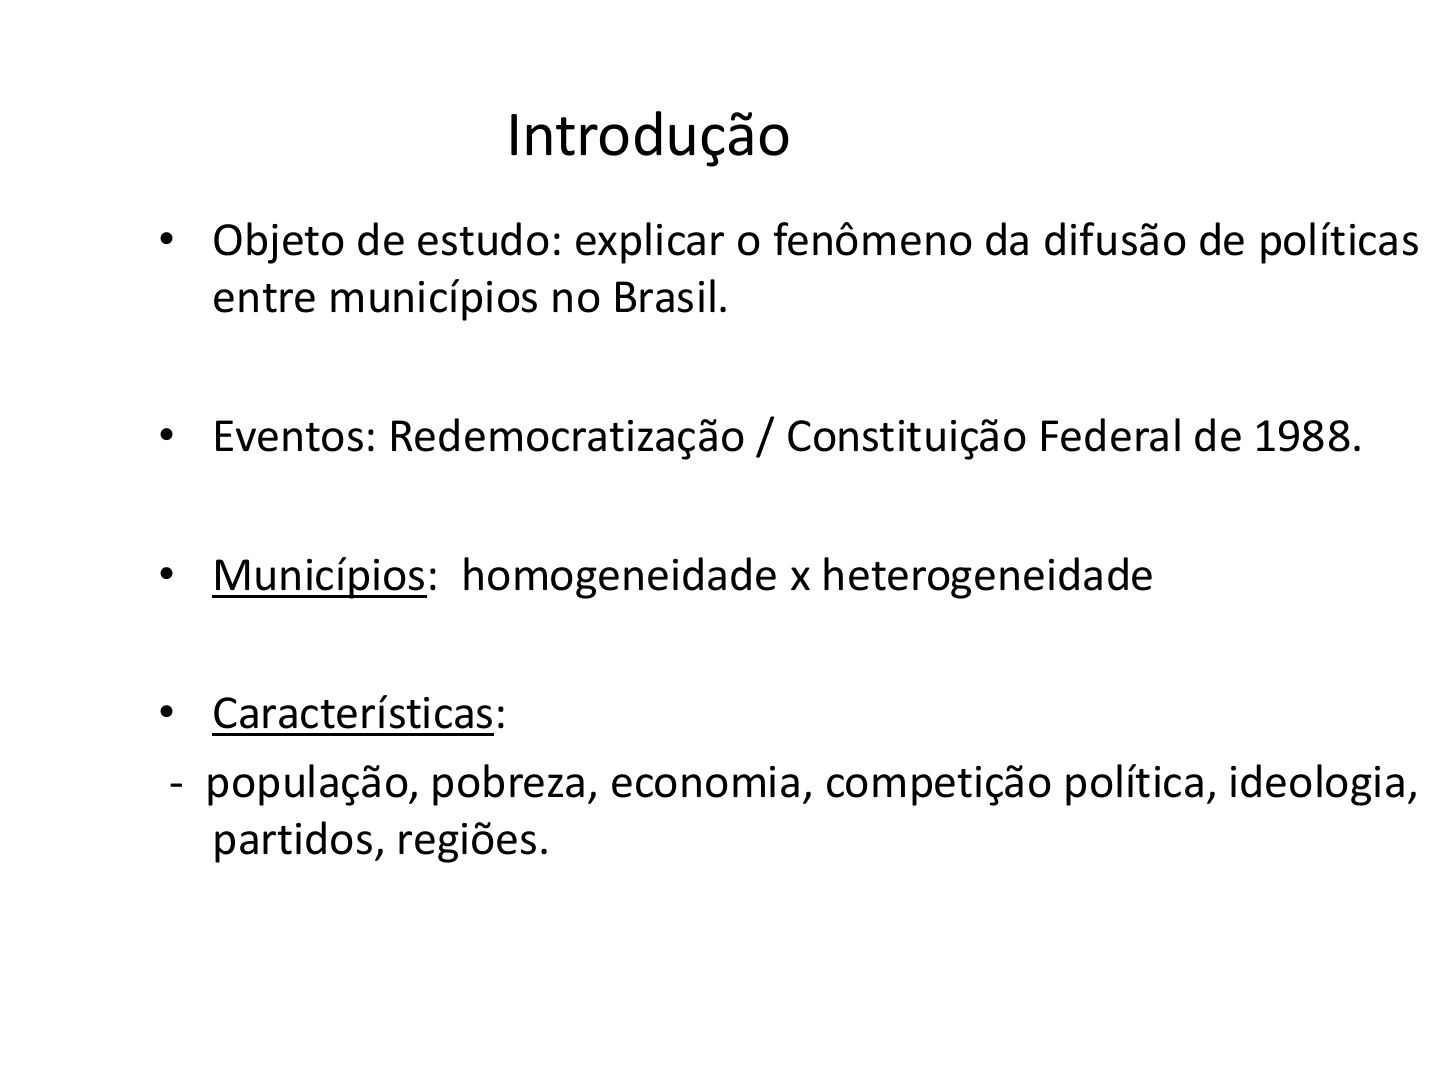 Introdução
• Objeto de estudo: explicar o fenômeno da difusão de políticas
entre municípios no Brasil.
• Eventos: Redemocratização / Constituição Federal de 1988.
• Municípios: homogeneidade x heterogeneidade
• Características:
- população, pobreza, economia, competição política, ideologia,
partidos, regiões.